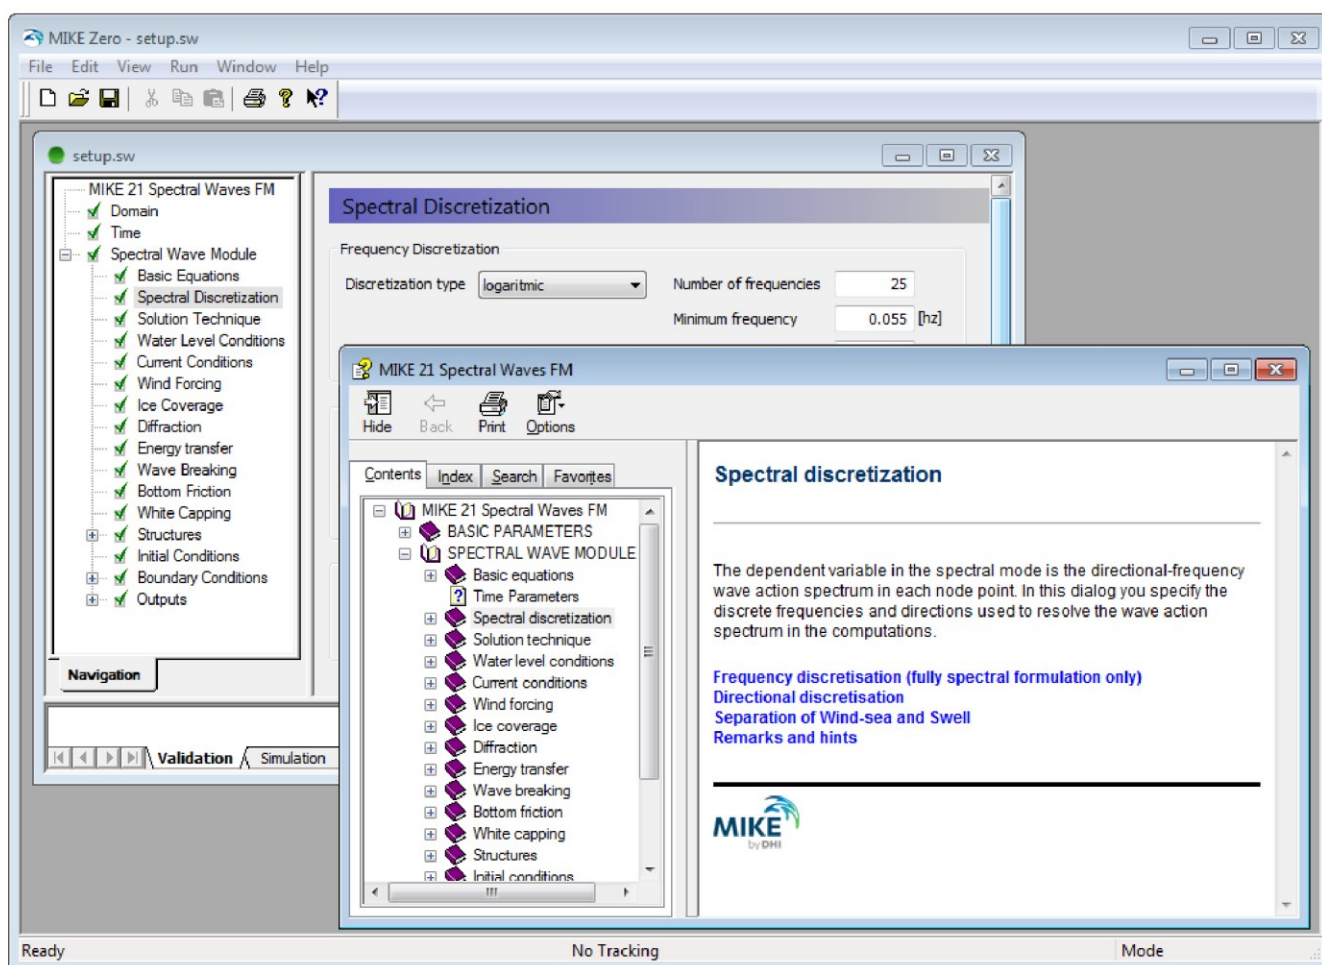 MIKE Zero - setup.sw
File Edit View Run Window Help
setup.sw
MIKE 21 Spectral Waves FM
Domain
Time
Spectral Wave Module
Basic Equations
Spectral Discretization
Solution Technique
Water Level Conditions
Current Conditions
Wind Forcing
Ice Coverage
Diffraction
Energy transfer
Wave Breaking
Bottom Friction
White Capping
Structures
Initial Conditions
Boundary Conditions
Outputs
Navigation
Spectral Discretization
Frequency Discretization
Discretization type logaritmic Number of frequencies 25
Minimum frequency 0.055 [hz]
Validation Simulation
MIKE 21 Spectral Waves FM
Hide Back Print Options
Contents Index Search Favorites
MIKE 21 Spectral Waves FM
BASIC PARAMETERS
SPECTRAL WAVE MODULE
Basic equations
Time Parameters
Spectral discretization
Solution technique
Water level conditions
Current conditions
Wind forcing
Ice coverage
Diffraction
Energy transfer
Wave breaking
Bottom friction
White capping
Structures
Initial conditions
Spectral discretization
The dependent variable in the spectral mode is the directional-frequency
wave action spectrum in each node point. In this dialog you specify the
discrete frequencies and directions used to resolve the wave action
spectrum in the computations.
Frequency discretisation (fully spectral formulation only)
Directional discretisation
Separation of Wind-sea and Swell
Remarks and hints
MIKE
by DHI
Ready No Tracking Mode